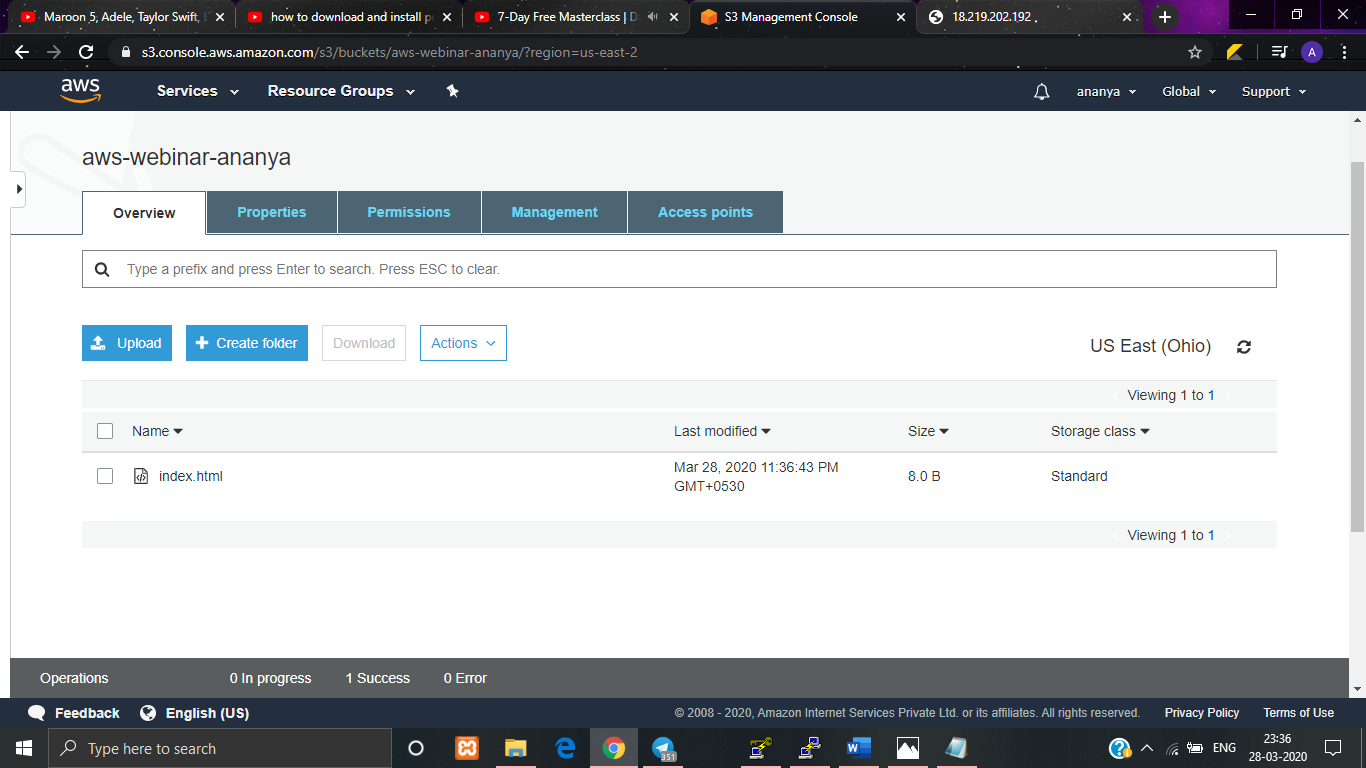 Maroon 5, Adele, Taylor Swift,
how to download and install p
7-Day Free Masterclass | D
S3 Management Console
18.219.202.192
s3.console.aws.amazon.com/s3/buckets/aws-webinar-ananya/?region=us-east-2
A
aws
Services
Resource Groups
ananya
Global
Support
aws-webinar-ananya
Overview
Properties
Permissions
Management
Access points
Type a prefix and press Enter to search. Press ESC to clear.
Upload
Create folder
Download
Actions
US East (Ohio)
Viewing 1 to 1
Name
Last modified
Size
Storage class
index.html
Mar 28, 2020 11:36:43 PM
GMT+0530
8.0 B
Standard
Viewing 1 to 1
Operations
0 In progress
1 Success
0 Error
Feedback
English (US)
© 2008 - 2020, Amazon Internet Services Private Ltd. or its affiliates. All rights reserved.
Privacy Policy
Terms of Use
Type here to search
351
ENG
23:36
28-03-2020